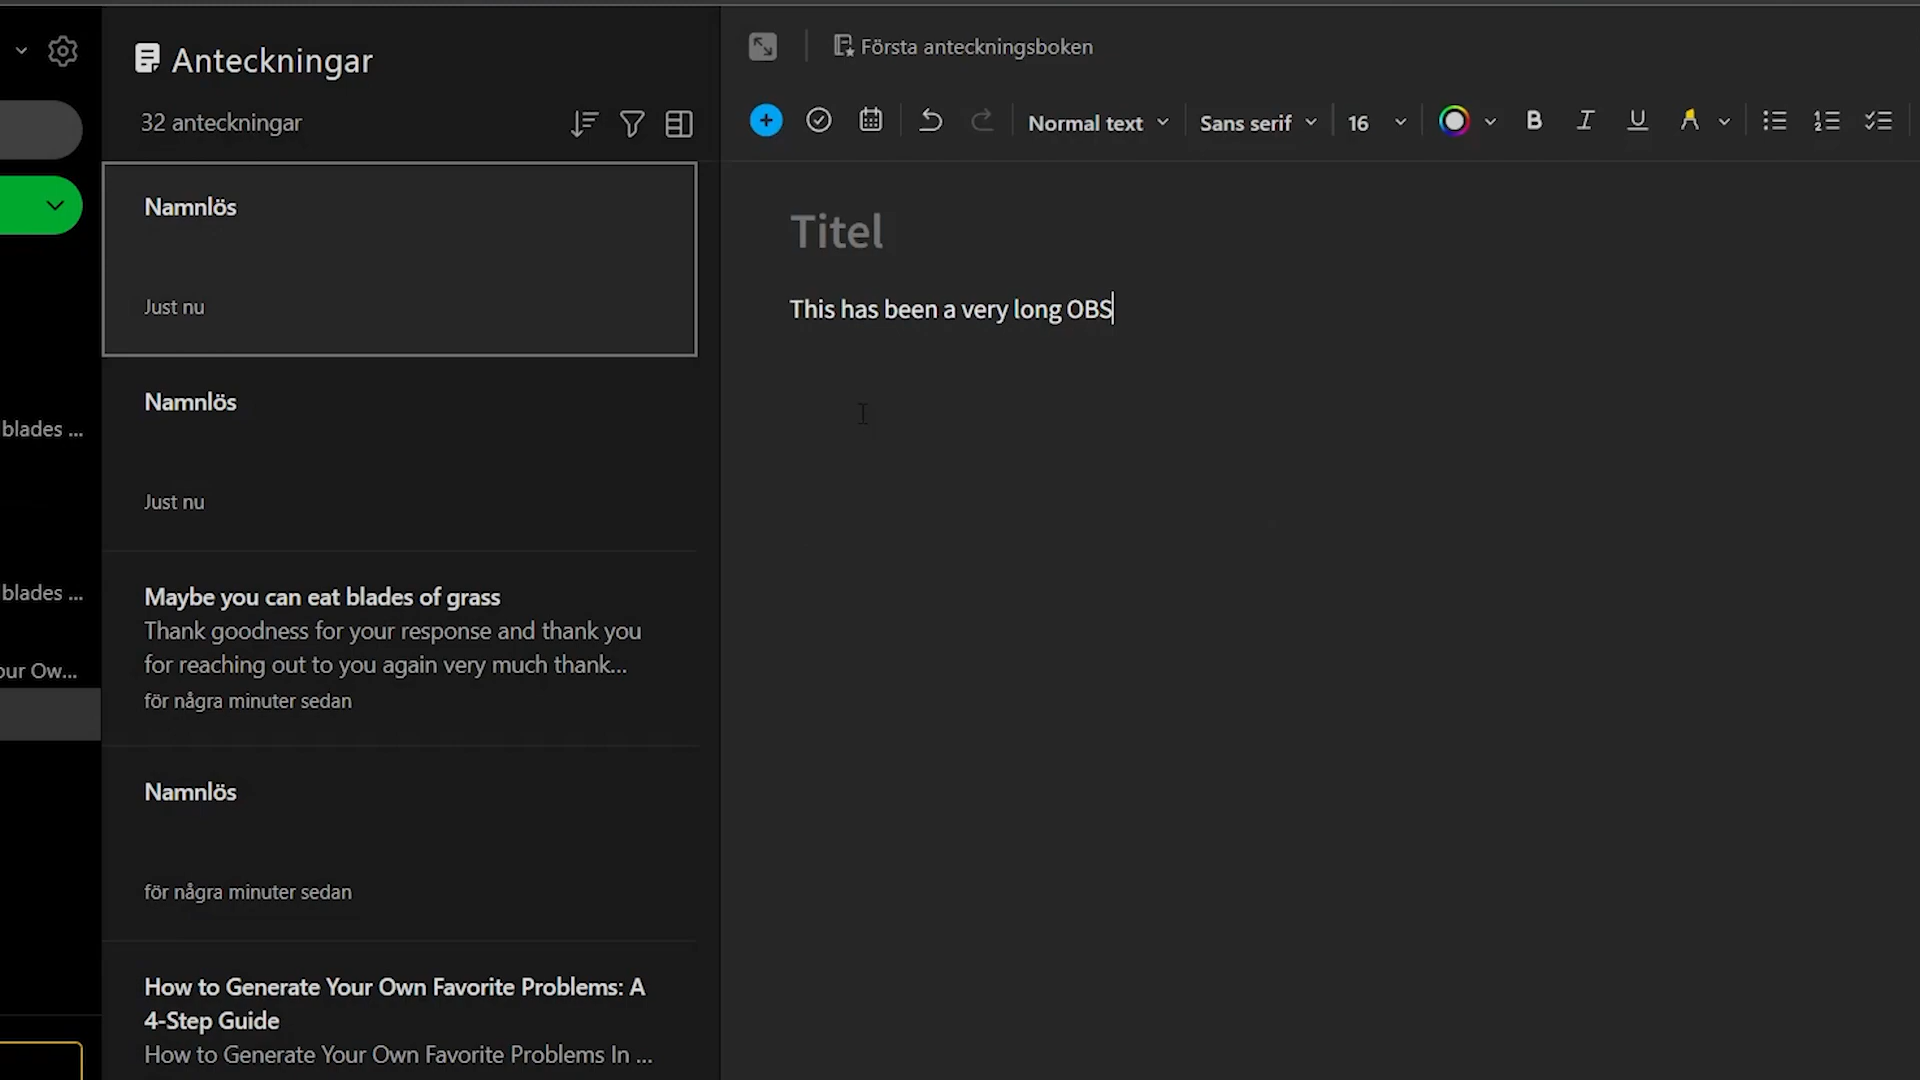 Anteckningar
32 anteckningar
Namnlös
Just nu
Namnlös
Just nu
Maybe you can eat blades of grass
Thank goodness for your response and thank you
for reaching out to you again very much thank...
för några minuter sedan
Namnlös
för några minuter sedan
How to Generate Your Own Favorite Problems: A
4-Step Guide
How to Generate Your Own Favorite Problems In ...
blades ...
blades ...
our Ow...
Första anteckningsboken
Normal text
Sans serif
16
B
I
U
Titel
This has been a very long OBS